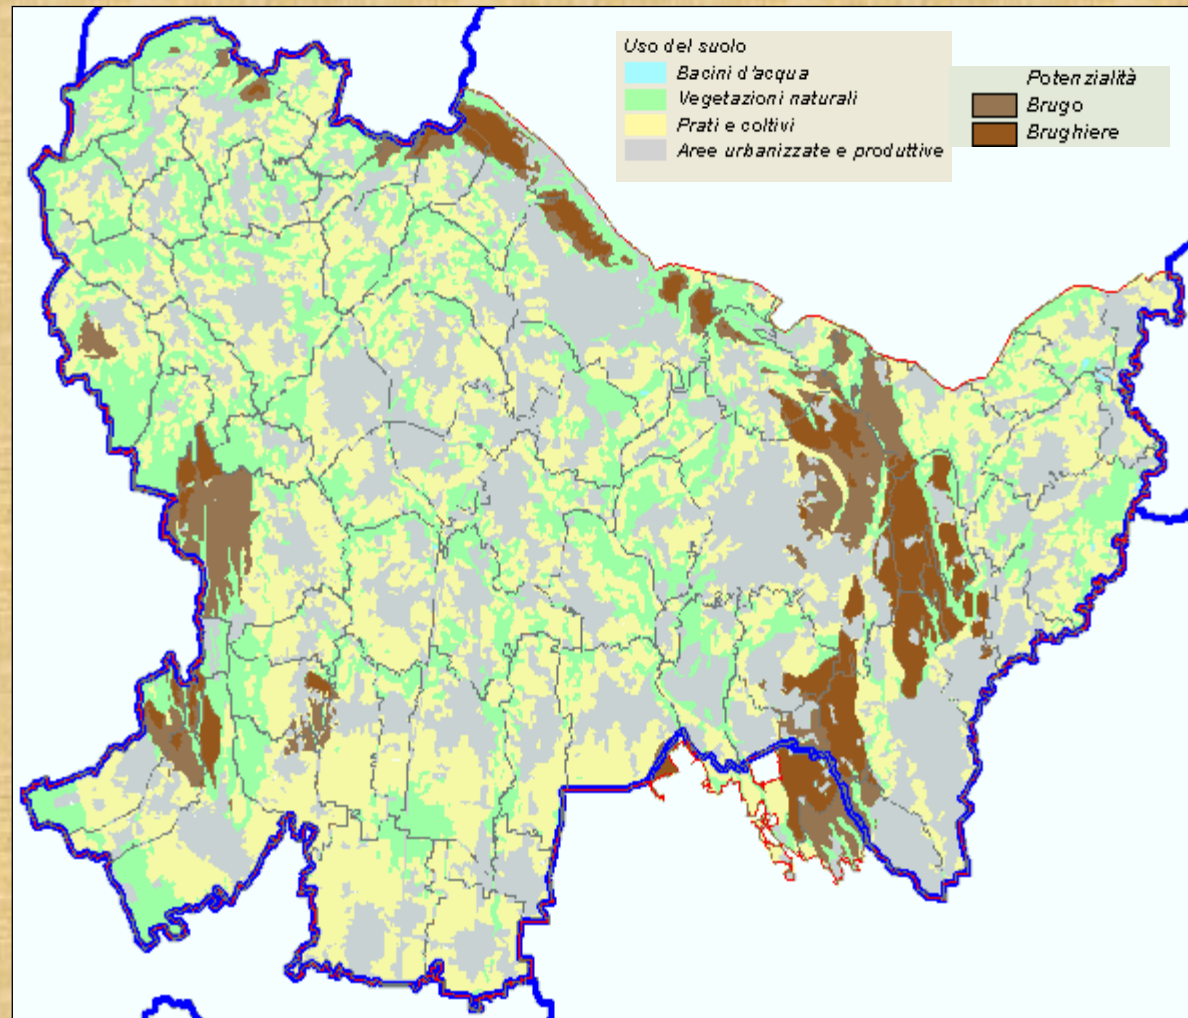 Uso del suolo
Bacini d'acqua
Vegetazioni naturali
Prati e coltivi
Aree urbanizzate e produttive
Potenzialità
Brugo
Brughiere